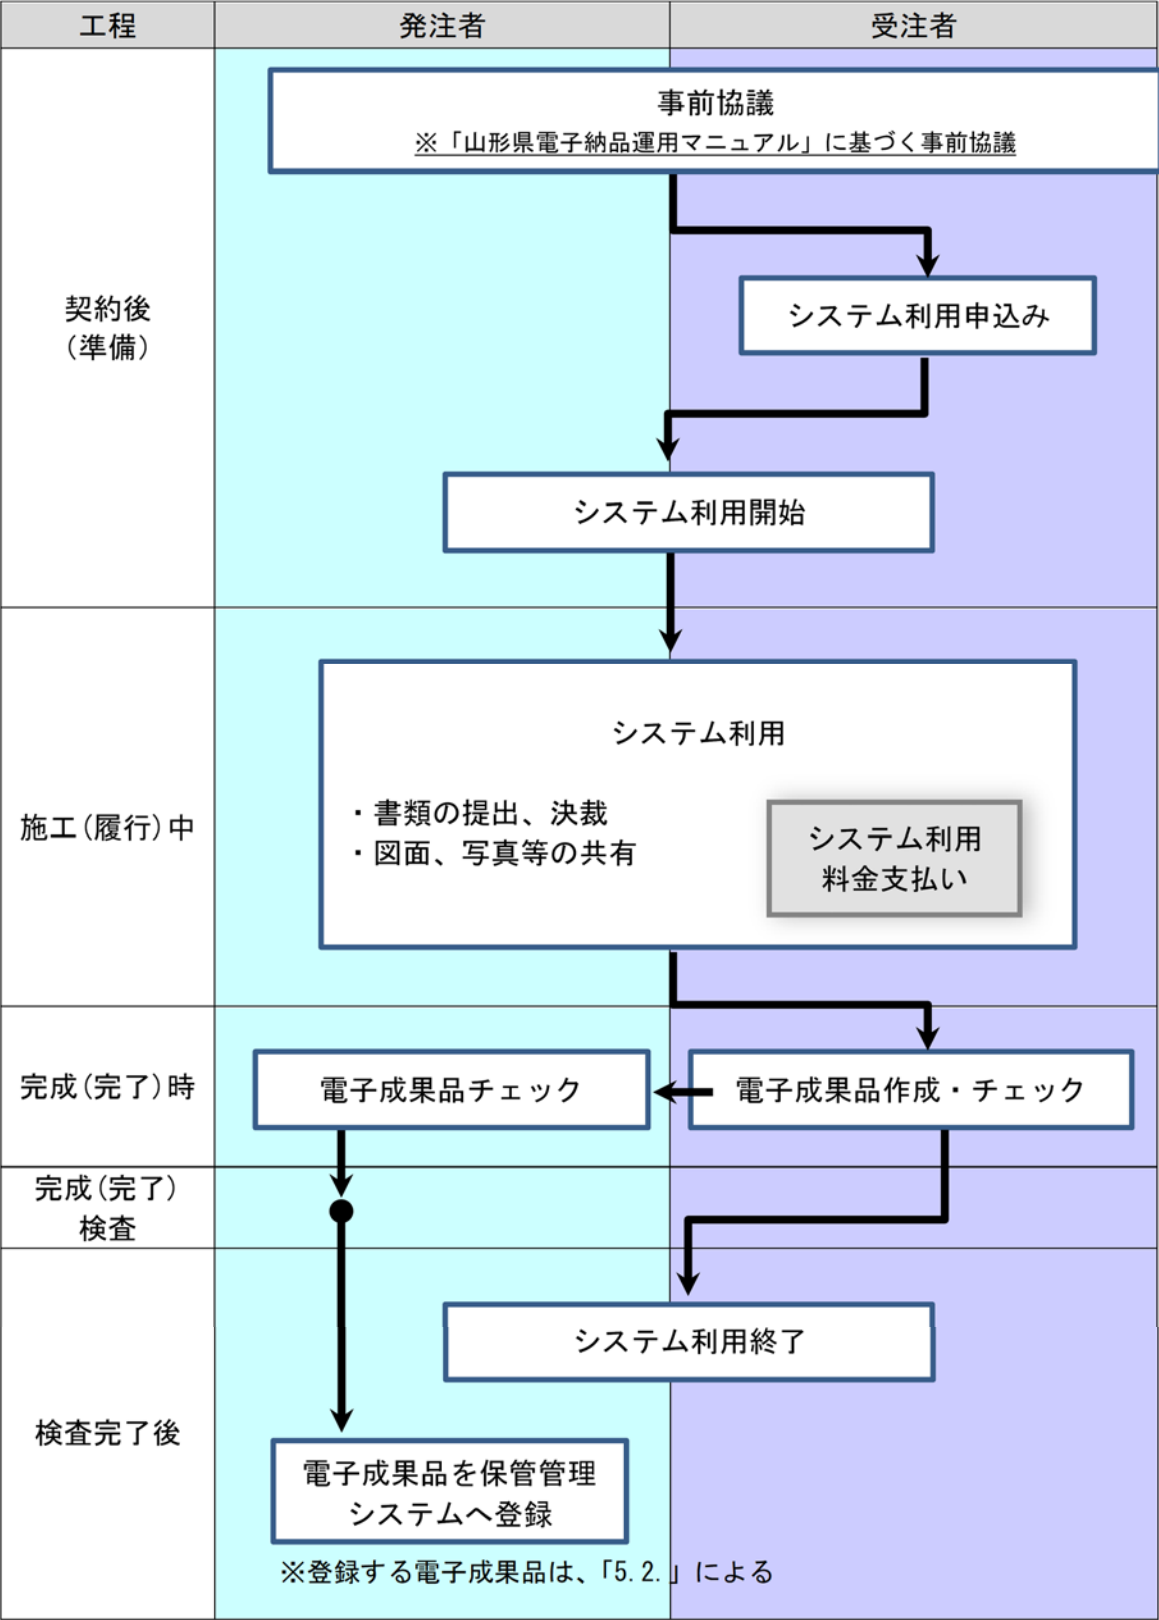 工程
発注者
受注者
事前協議
※「山形県電子納品運用マニュアル」に基づく事前協議
契約後
（準備）
システム利用申込み
システム利用開始
システム利用
・書類の提出、決裁
・図面、写真等の共有
システム利用
料金支払い
施工(履行)中
完成(完了)時
電子成果品チェック
電子成果品作成・チェック
完成(完了)
検査
システム利用終了
検査完了後
電子成果品を保管管理
システムへ登録
※登録する電子成果品は、「5.2.」による